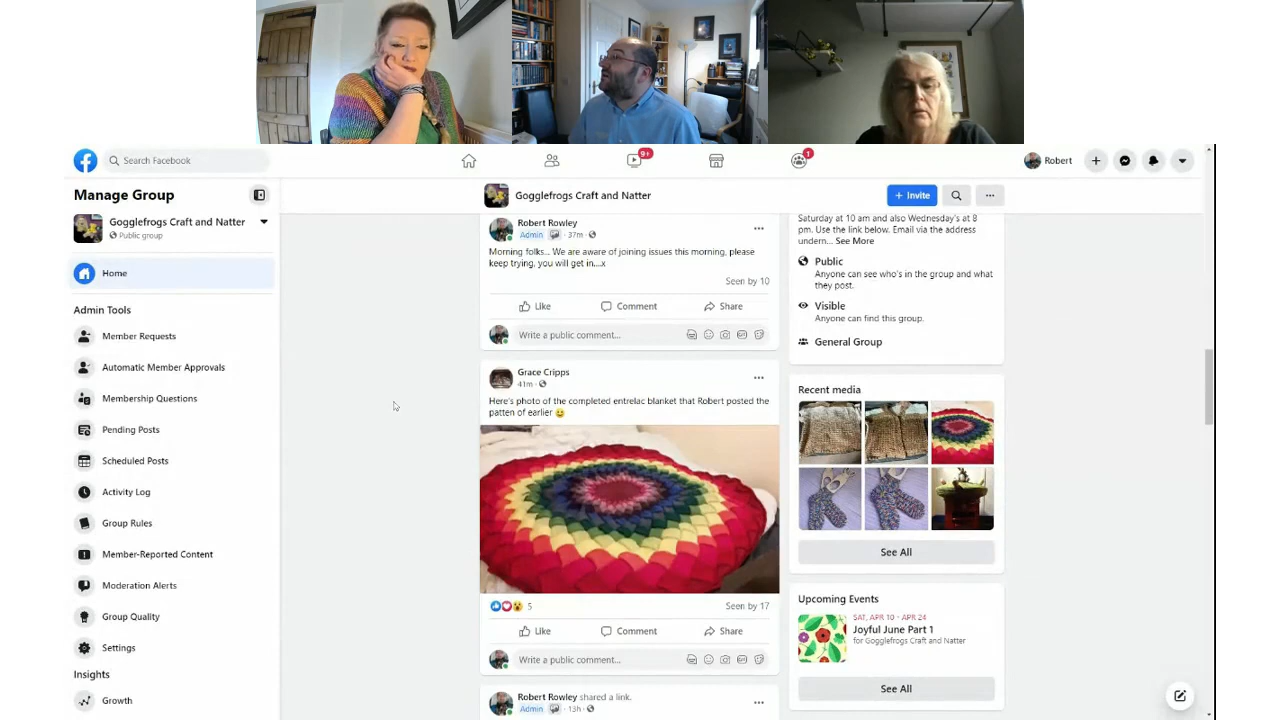 Search Facebook
9+
1
Robert
Manage Group
Gogglefrogs Craft and Natter
Public group
Home
Admin Tools
Member Requests
Automatic Member Approvals
Membership Questions
Pending Posts
Scheduled Posts
Activity Log
Group Rules
Member-Reported Content
Moderation Alerts
Group Quality
Settings
Insights
Growth
Gogglefrogs Craft and Natter
+ Invite
Robert Rowley
Admin · 37m ·
Morning folks... We are aware of joining issues this morning, please
keep trying, you will get in...x
Seen by 10
Like Comment Share
Write a public comment...
Grace Cripps
41m ·
Here's photo of the completed entrelac blanket that Robert posted the
patten of earlier 😄
5
Seen by 17
Like Comment Share
Write a public comment...
Robert Rowley shared a link.
Admin · 13h ·
Saturday at 10 am and also Wednesday's at 8
pm. Use the link below. Email via the address
undern... See More
Public
Anyone can see who's in the group and what
they post.
Visible
Anyone can find this group.
General Group
Recent media
See All
Upcoming Events
SAT, APR 10 - APR 24
Joyful June Part 1
for Gogglefrogs Craft and Natter
See All